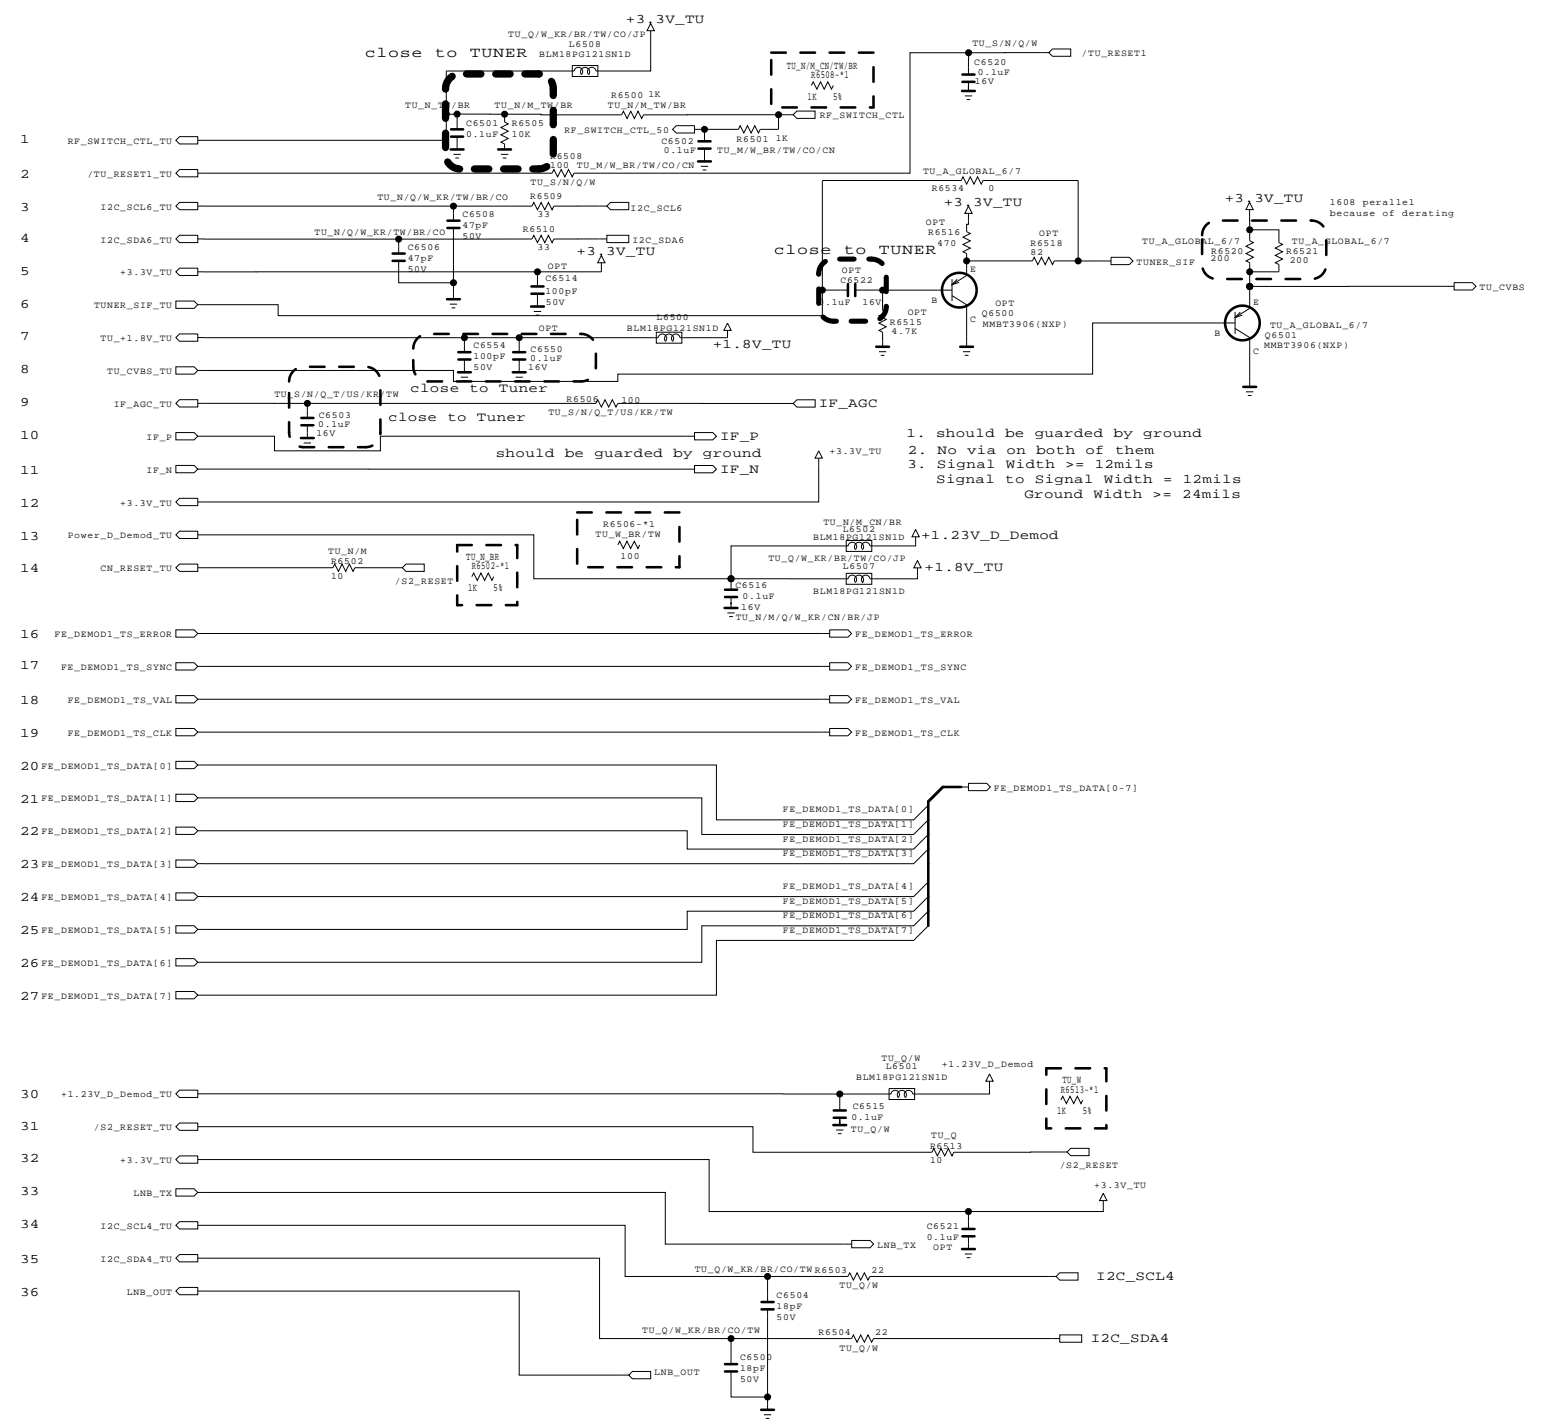 +3.3V_TU
TU_Q/W_KR/BR/TW/CO/JP
L6508
BLM18PG121SN1D
close to TUNER
TU_S/N/Q/W
/TU_RESET1
C6520
0.1uF
16V
TU_N/M_CN/TW/BR
R6508-*1
1K 5%
TU_N_TW/BR
TU_N/M_TW/BR
R6500 1K
TU_N/M_TW/BR
RF_SWITCH_CTL
C6501
0.1uF
R6505
10K
RF_SWITCH_CTL_50
R6501 1K
C6502
0.1uF
TU_M/W_BR/TW/CO/CN
1 RF_SWITCH_CTL_TU
R6508
100
TU_M/W_BR/TW/CO/CN
2 /TU_RESET1_TU
TU_S/N/Q/W
TU_A_GLOBAL_6/7
R6534 0
3 I2C_SCL6_TU
TU_N/Q/W_KR/TW/BR/CO
R6509
33
I2C_SCL6
C6508
47pF
50V
+3.3V_TU
OPT
R6516
470
OPT
R6518
82
+3.3V_TU
1608 perallel
because of derating
4 I2C_SDA6_TU
TU_N/Q/W_KR/TW/BR/CO
R6510
33
I2C_SDA6
C6506
47pF
50V
close to TUNER
TU_A_GLOBAL_6/7
R6520
200
TU_A_GLOBAL_6/7
R6521
200
TUNER_SIF
5 +3.3V_TU
+3.3V_TU
OPT
C6514
100pF
50V
OPT
C6522
0.1uF 16V
E
B
C
OPT
Q6500
MMBT3906(NXP)
TU_CVBS
6 TUNER_SIF_TU
OPT
R6515
4.7K
E
B
C
TU_A_GLOBAL_6/7
Q6501
MMBT3906(NXP)
7 TU_+1.8V_TU
OPT
L6500
BLM18PG121SN1D
+1.8V_TU
C6554
100pF
50V
C6550
0.1uF
16V
8 TU_CVBS_TU
close to Tuner
9 IF_AGC_TU
TU_S/N/Q_T/US/KR/TW
R6506 100
TU_S/N/Q_T/US/KR/TW
IF_AGC
C6503
0.1uF
16V
close to Tuner
10 IF_P
IF_P
should be guarded by ground
11 IF_N
IF_N
1. should be guarded by ground
2. No via on both of them
3. Signal Width >= 12mils
Signal to Signal Width = 12mils
Ground Width >= 24mils
12 +3.3V_TU
+3.3V_TU
13 Power_D_Demod_TU
R6506-*1
TU_W_BR/TW
100
TU_N/M_CN/BR
L6502
BLM18PG121SN1D
+1.23V_D_Demod
TU_Q/W_KR/BR/TW/CO/JP
L6507
BLM18PG121SN1D
+1.8V_TU
14 CN_RESET_TU
TU_N/M
R6502
10
/S2_RESET
TU_N_BR
R6502-*1
1K 5%
C6516
0.1uF
16V
TU_N/M/Q/W_KR/CN/BR/JP
16 FE_DEMOD1_TS_ERROR
FE_DEMOD1_TS_ERROR
17 FE_DEMOD1_TS_SYNC
FE_DEMOD1_TS_SYNC
18 FE_DEMOD1_TS_VAL
FE_DEMOD1_TS_VAL
19 FE_DEMOD1_TS_CLK
FE_DEMOD1_TS_CLK
20 FE_DEMOD1_TS_DATA[0]
21 FE_DEMOD1_TS_DATA[1]
22 FE_DEMOD1_TS_DATA[2]
23 FE_DEMOD1_TS_DATA[3]
24 FE_DEMOD1_TS_DATA[4]
25 FE_DEMOD1_TS_DATA[5]
26 FE_DEMOD1_TS_DATA[6]
27 FE_DEMOD1_TS_DATA[7]
FE_DEMOD1_TS_DATA[0-7]
FE_DEMOD1_TS_DATA[0]
FE_DEMOD1_TS_DATA[1]
FE_DEMOD1_TS_DATA[2]
FE_DEMOD1_TS_DATA[3]
FE_DEMOD1_TS_DATA[4]
FE_DEMOD1_TS_DATA[5]
FE_DEMOD1_TS_DATA[6]
FE_DEMOD1_TS_DATA[7]
30 +1.23V_D_Demod_TU
TU_Q/W
L6501
BLM18PG121SN1D
+1.23V_D_Demod
C6515
0.1uF
TU_Q/W
TU_W
R6513-*1
1K 5%
31 /S2_RESET_TU
TU_Q
R6513
10
/S2_RESET
32 +3.3V_TU
+3.3V_TU
33 LNB_TX
C6521
0.1uF
OPT
LNB_TX
34 I2C_SCL4_TU
35 I2C_SDA4_TU
TU_Q/W_KR/BR/CO/TW
R6503 22
TU_Q/W
I2C_SCL4
36 LNB_OUT
C6504
18pF
50V
TU_Q/W_KR/BR/CO/TW
R6504 22
TU_Q/W
I2C_SDA4
C6500
18pF
50V
LNB_OUT